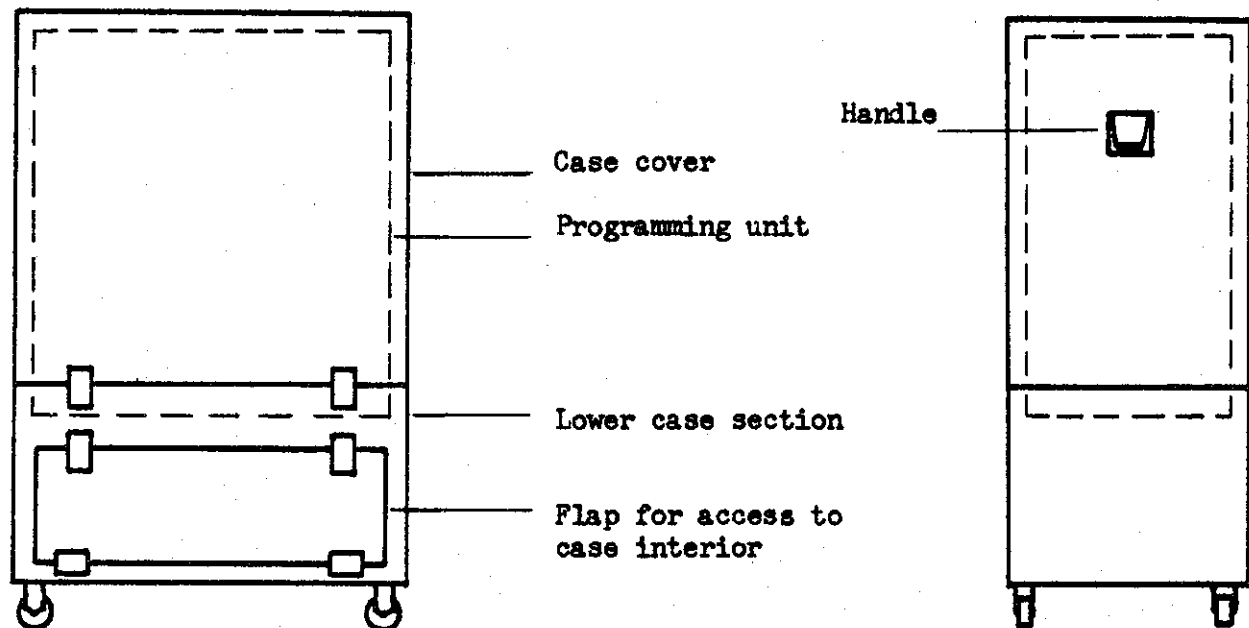 Handle
Case cover
Programming unit
Lower case section
Flap for access to
case interior